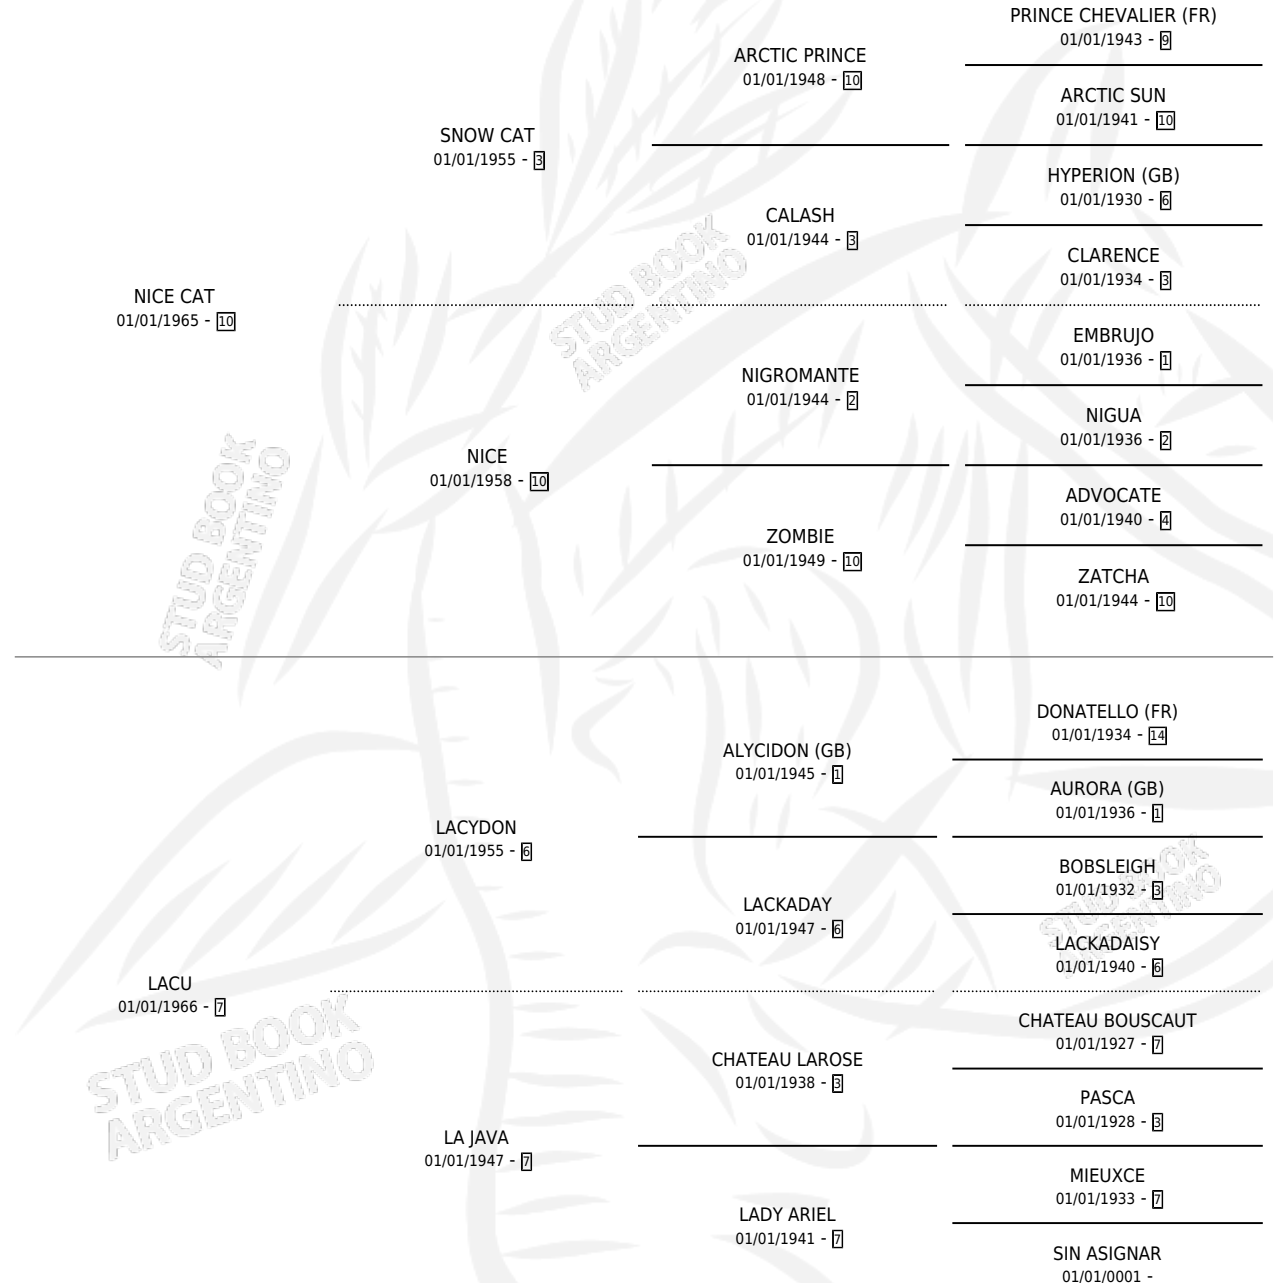 PRINCE CHEVALIER (FR)
01/01/1943 - 9
ARCTIC PRINCE
01/01/1948 - 10
ARCTIC SUN
01/01/1941 - 10
SNOW CAT
01/01/1955 - 3
HYPERION (GB)
01/01/1930 - 6
CALASH
01/01/1944 - 3
CLARENCE
01/01/1934 - 3
NICE CAT
01/01/1965 - 10
EMBRUJO
01/01/1936 - 1
NIGROMANTE
01/01/1944 - 2
NIGUA
01/01/1936 - 2
NICE
01/01/1958 - 10
ADVOCATE
01/01/1940 - 4
ZOMBIE
01/01/1949 - 10
ZATCHA
01/01/1944 - 10
STUD BOOK
ARGENTINO
STUD BOOK
ARGENTINO
DONATELLO (FR)
01/01/1934 - 14
ALYCIDON (GB)
01/01/1945 - 1
AURORA (GB)
01/01/1936 - 1
LACYDON
01/01/1955 - 6
BOBSLEIGH
01/01/1932 - 3
LACKADAY
01/01/1947 - 6
LACKADAISY
01/01/1940 - 6
LACU
01/01/1966 - 7
CHATEAU BOUSCAUT
01/01/1927 - 7
CHATEAU LAROSE
01/01/1938 - 3
PASCA
01/01/1928 - 3
LA JAVA
01/01/1947 - 7
MIEUXCE
01/01/1933 - 7
LADY ARIEL
01/01/1941 - 7
SIN ASIGNAR
01/01/0001 -
STUD BOOK
ARGENTINO
STUD BOOK
ARGENTINO